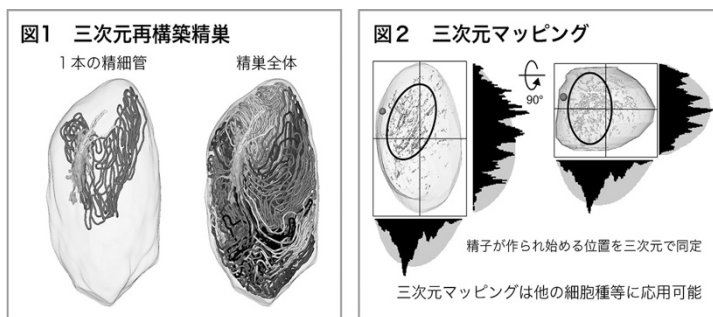 図1 三次元再構築精巣
1本の精細管
精巣全体
図2 三次元マッピング
90°
精子が作られ始める位置を三次元で同定
三次元マッピングは他の細胞種等に応用可能